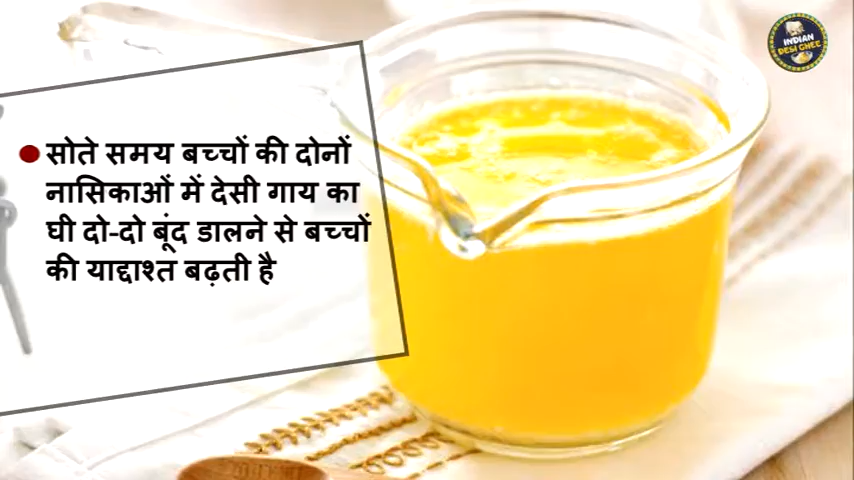 सोते समय बच्चों की दोनों
नासिकाओं में देसी गाय का
घी दो-दो बूंद डालने से बच्चों
की याद्दाश्त बढ़ती है
INDIAN
DESI GHEE